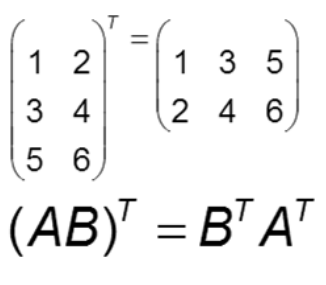 (1 2
3 4
5 6)ᵀ = (1 3 5
2 4 6)
(AB)ᵀ = BᵀAᵀ